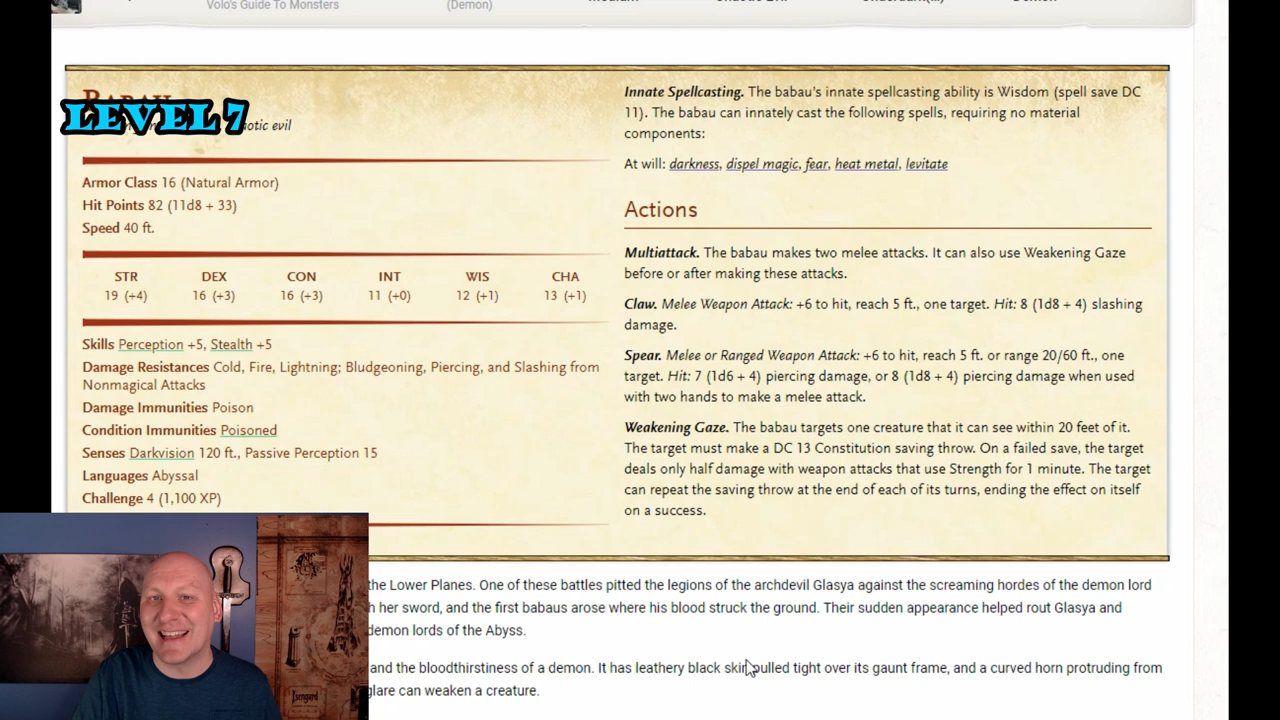 Volo's Guide To Monsters
(Demon)
LEVEL 7
chaotic evil
Armor Class 16 (Natural Armor)
Hit Points 82 (11d8 + 33)
Speed 40 ft.
STR DEX CON INT WIS CHA
19 (+4) 16 (+3) 16 (+3) 11 (+0) 12 (+1) 13 (+1)
Skills Perception +5, Stealth +5
Damage Resistances Cold, Fire, Lightning; Bludgeoning, Piercing, and Slashing from
Nonmagical Attacks
Damage Immunities Poison
Condition Immunities Poisoned
Senses Darkvision 120 ft., Passive Perception 15
Languages Abyssal
Challenge 4 (1,100 XP)
Innate Spellcasting. The babau's innate spellcasting ability is Wisdom (spell save DC
11). The babau can innately cast the following spells, requiring no material
components:
At will: darkness, dispel magic, fear, heat metal, levitate
Actions
Multiattack. The babau makes two melee attacks. It can also use Weakening Gaze
before or after making these attacks.
Claw. Melee Weapon Attack: +6 to hit, reach 5 ft., one target. Hit: 8 (1d8 + 4) slashing
damage.
Spear. Melee or Ranged Weapon Attack: +6 to hit, reach 5 ft. or range 20/60 ft., one
target. Hit: 7 (1d6 + 4) piercing damage, or 8 (1d8 + 4) piercing damage when used
with two hands to make a melee attack.
Weakening Gaze. The babau targets one creature that it can see within 20 feet of it.
The target must make a DC 13 Constitution saving throw. On a failed save, the target
deals only half damage with weapon attacks that use Strength for 1 minute. The target
can repeat the saving throw at the end of each of its turns, ending the effect on itself
on a success.
the Lower Planes. One of these battles pitted the legions of the archdevil Glasya against the screaming hordes of the demon lord
her sword, and the first babaus arose where his blood struck the ground. Their sudden appearance helped rout Glasya and
demon lords of the Abyss.
and the bloodthirstiness of a demon. It has leathery black skin pulled tight over its gaunt frame, and a curved horn protruding from
glare can weaken a creature.
Isengard